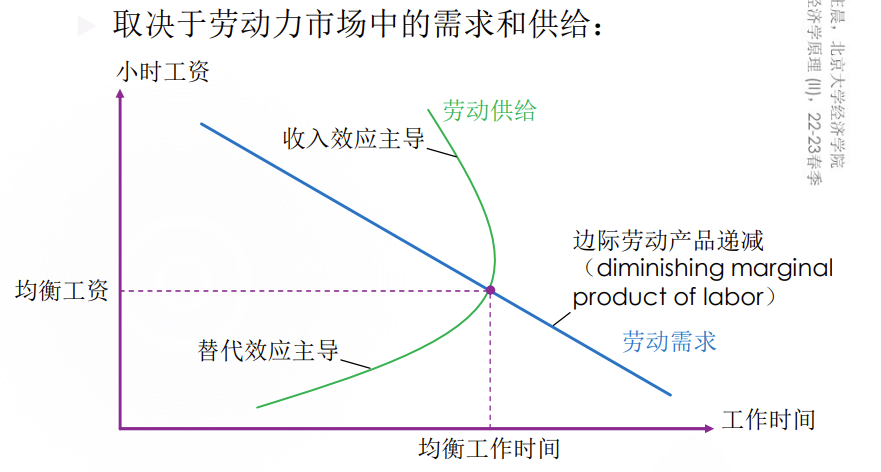 取决于劳动力市场中的需求和供给：
小时工资
劳动供给
收入效应主导
边际劳动产品递减
（diminishing marginal
product of labor）
均衡工资
劳动需求
替代效应主导
工作时间
均衡工作时间
北京大学经济学院
经济学原理 (II)， 22-23春季